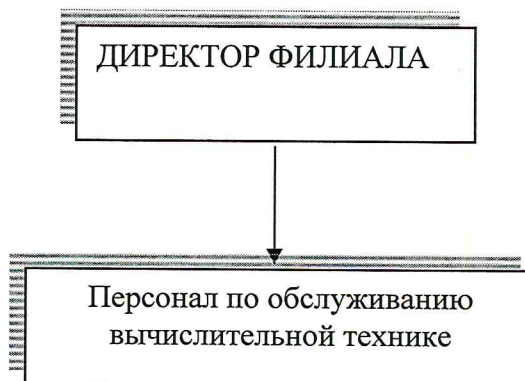 ДИРЕКТОР ФИЛИАЛА
Персонал по обслуживанию
вычислительной технике